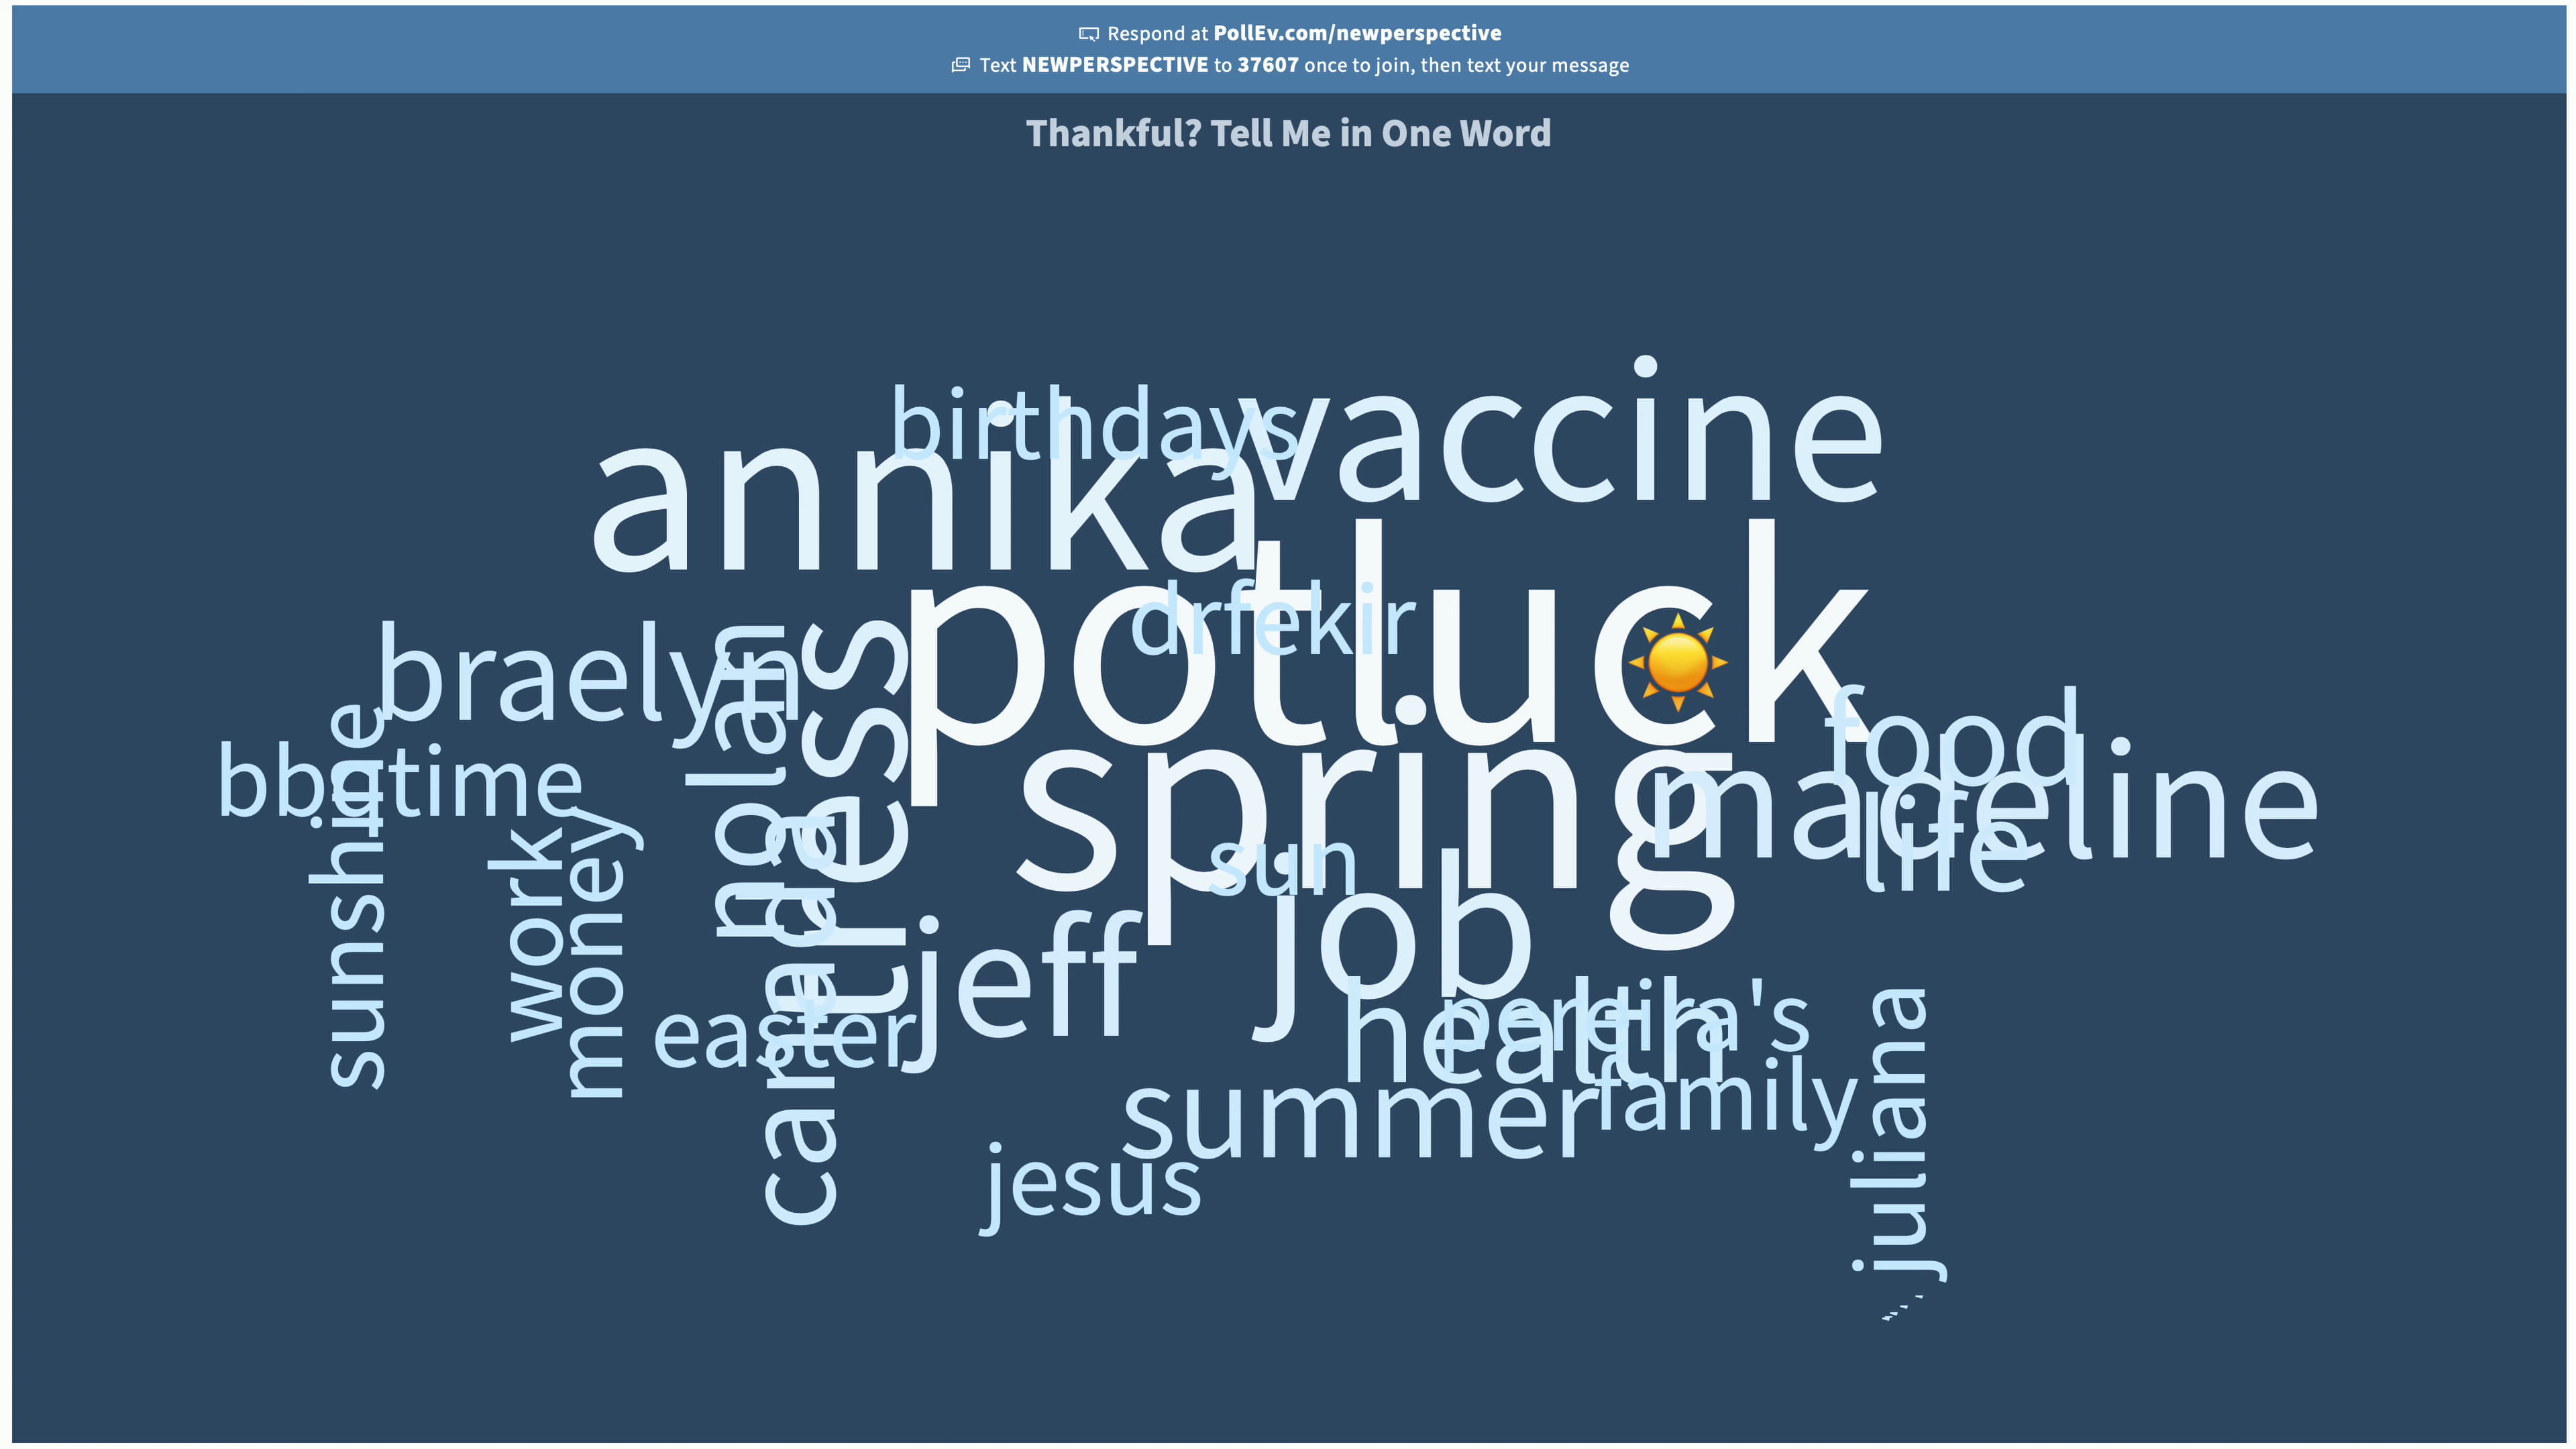 Respond at PollEv.com/newperspective
Text NEWPERSPECTIVE to 37607 once to join, then text your message
Thankful? Tell Me in One Word
birthdays
vaccine
annika
potluck
drfekir
braelyn
nolan
food
spring
madeline
life
sunshine
work
money
sun
job
jeff
easter
health
pereira's
summer
family
juliana
jesus